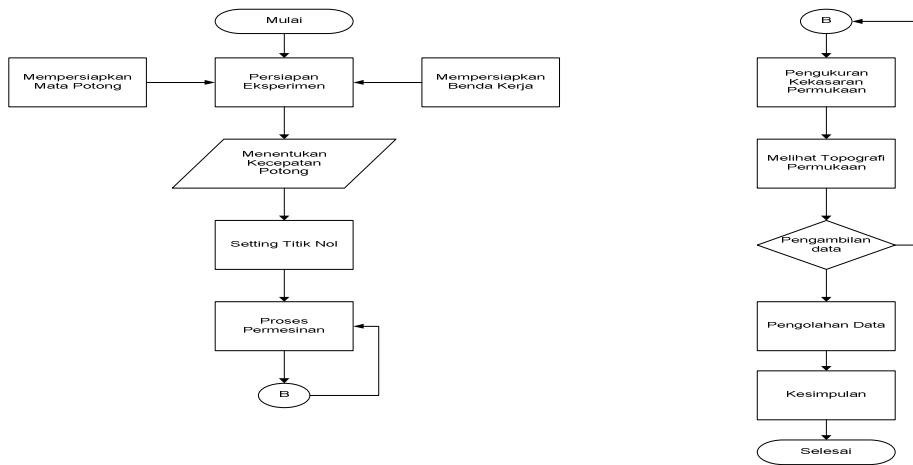 Mulai
Mempersiapkan
Mata Potong
Persiapan
Eksperimen
Mempersiapkan
Benda Kerja
Menentukan
Kecepatan
Potong
Setting Titik Nol
Proses
Permesinan
B
B
Pengukuran
Kekasaran
Permukaan
Melihat Topografi
Permukaan
Pengambilan
data
Pengolahan Data
Kesimpulan
Selesai